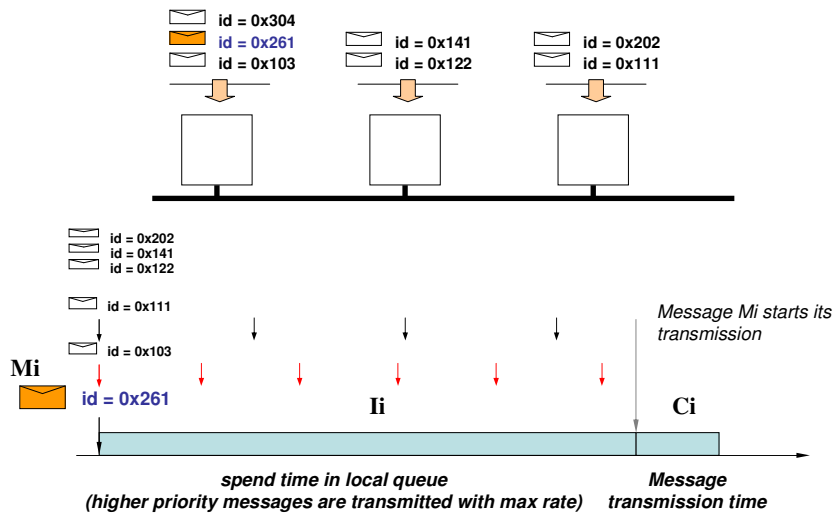 id = 0x304
id = 0x261
id = 0x103
id = 0x141
id = 0x122
id = 0x202
id = 0x111
id = 0x202
id = 0x141
id = 0x122
id = 0x111
Message Mi starts its
transmission
id = 0x103
Mi
id = 0x261
Ii
Ci
spend time in local queue
(higher priority messages are transmitted with max rate)
Message
transmission time